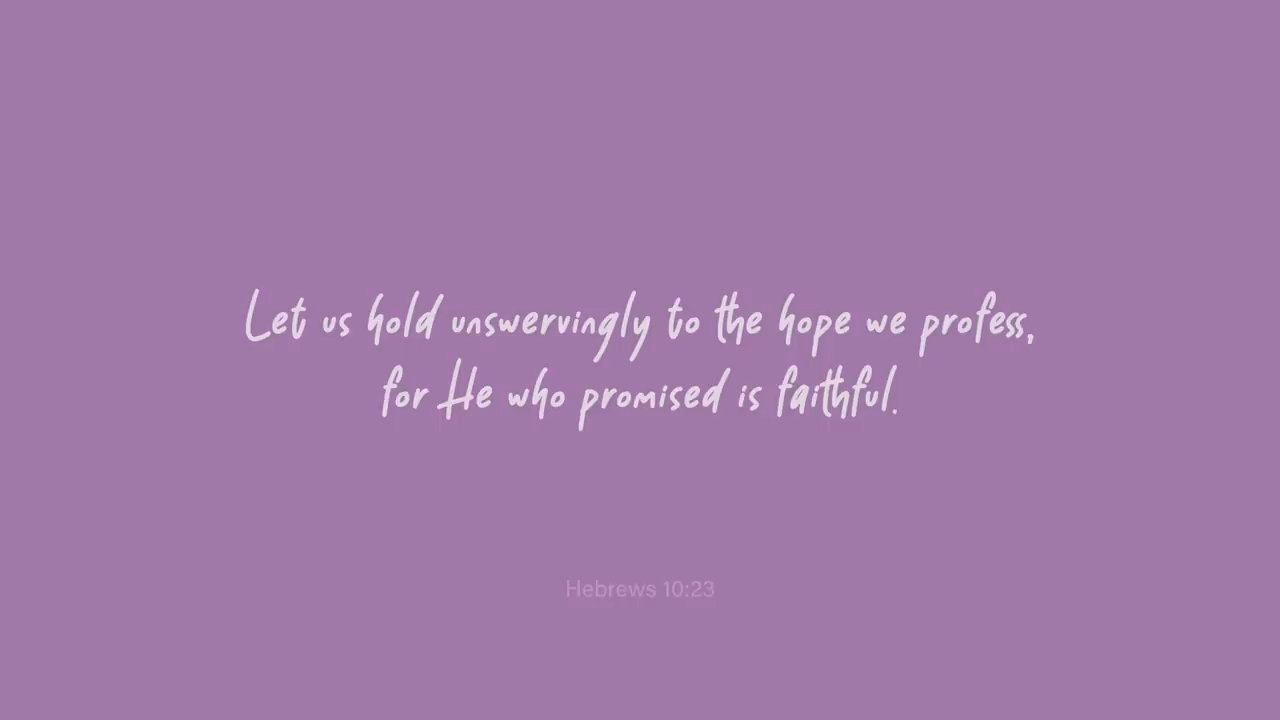 Let us hold unswervingly to the hope we profess,
for He who promised is faithful.
Hebrews 10:23